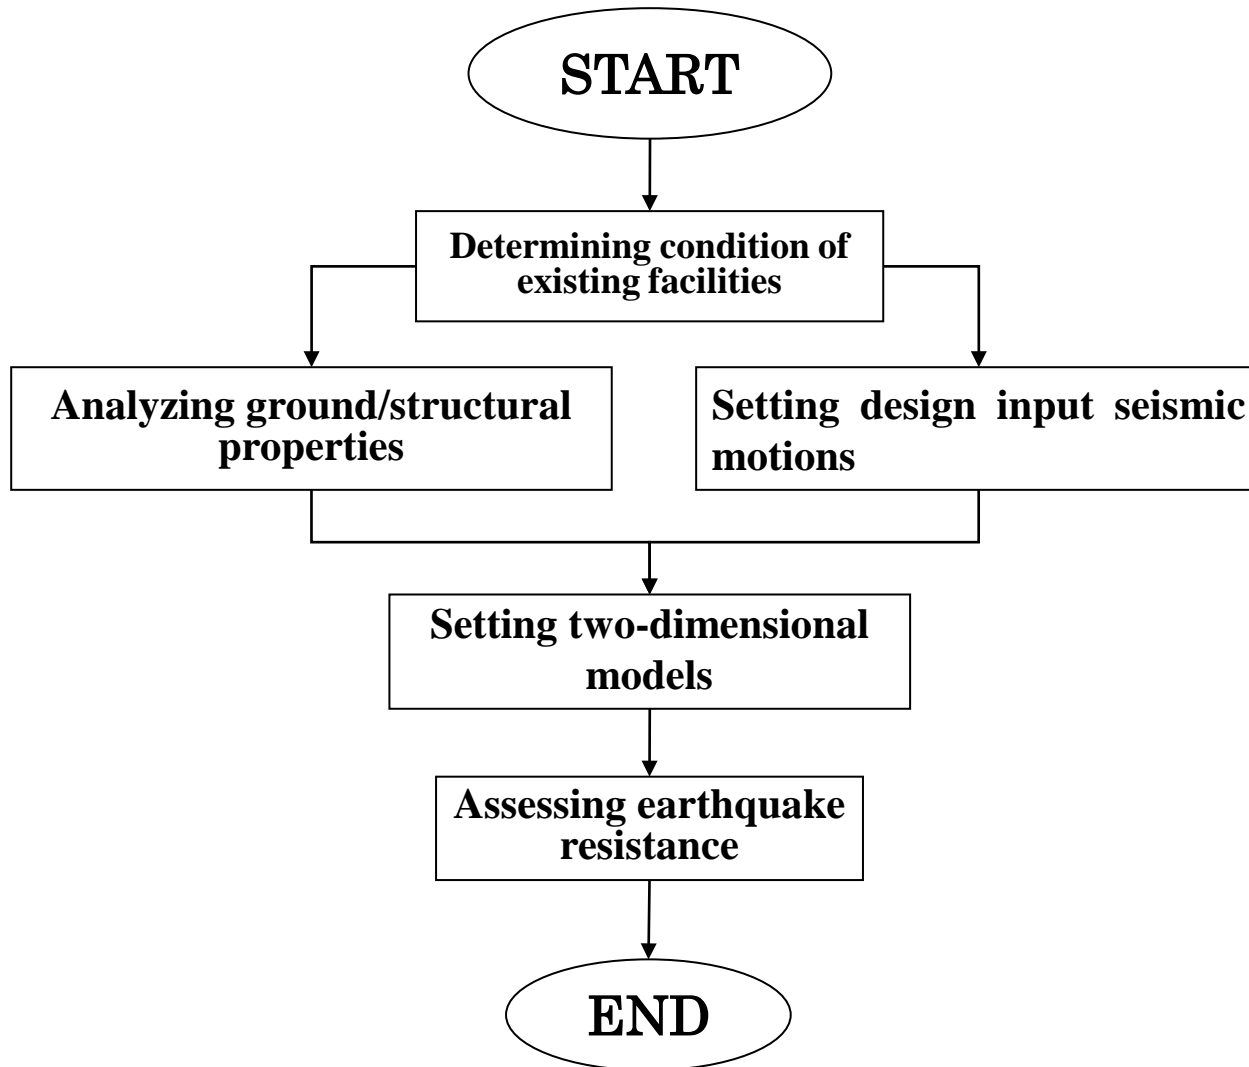 START
Determining condition of
existing facilities
Analyzing ground/structural
properties
Setting design input seismic
motions
Setting two-dimensional
models
Assessing earthquake
resistance
END